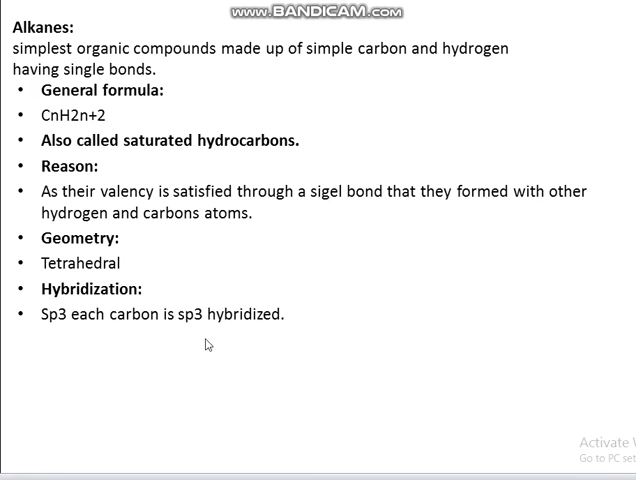 www.BANDICAM.com
Alkanes:
simplest organic compounds made up of simple carbon and hydrogen
having single bonds.
• General formula:
• CnH2n+2
• Also called saturated hydrocarbons.
• Reason:
• As their valency is satisfied through a sigel bond that they formed with other
hydrogen and carbons atoms.
• Geometry:
• Tetrahedral
• Hybridization:
• Sp3 each carbon is sp3 hybridized.
Activate
Go to PC